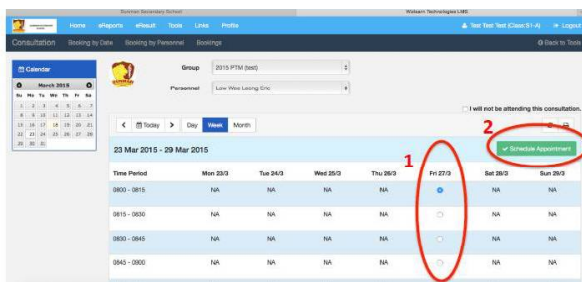 Bunman Secondary School Wizlearn Technologies LMS
Home eReports eResult Tools Links Profile Test Test Test (Class:S1-A) Logout
Consultation Booking by Date Booking by Personnel Bookings Back to Tools
Calendar
March 2015
Su Mo Tu We Th Fr Sa
1 2 3 4 5 6 7
8 9 10 11 12 13 14
15 16 17 18 19 20 21
22 23 24 25 26 27 28
29 30 31
Group 2015 PTM (test)
Personnel Low Wee Leong Eric
I will not be attending this consultation.
Today Day Week Month
2
23 Mar 2015 - 29 Mar 2015
1
Schedule Appointment
Time Period Mon 23/3 Tue 24/3 Wed 25/3 Thu 26/3 Fri 27/3 Sat 28/3 Sun 29/3
0800 - 0815 NA NA NA NA NA NA
0815 - 0830 NA NA NA NA NA NA
0830 - 0845 NA NA NA NA NA NA
0845 - 0900 NA NA NA NA NA NA